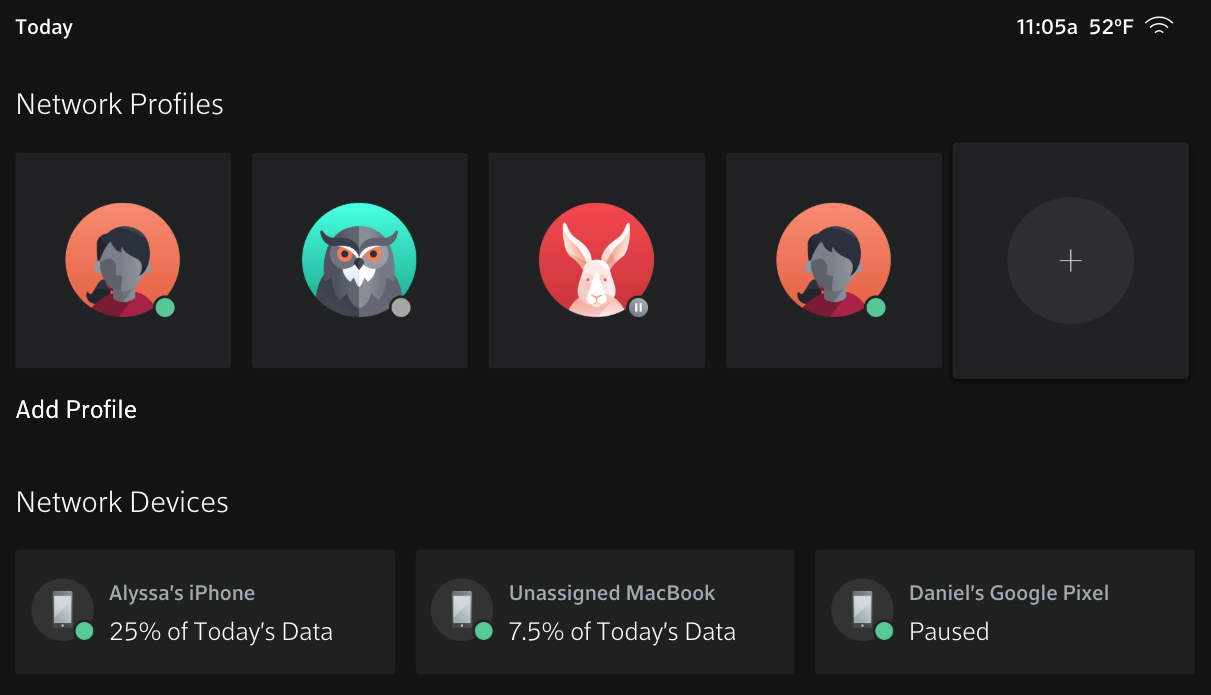 Today
11:05a 52ºF
Network Profiles
Add Profile
Network Devices
Alyssa's iPhone
25% of Today's Data
Unassigned MacBook
7.5% of Today's Data
Daniel's Google Pixel
Paused